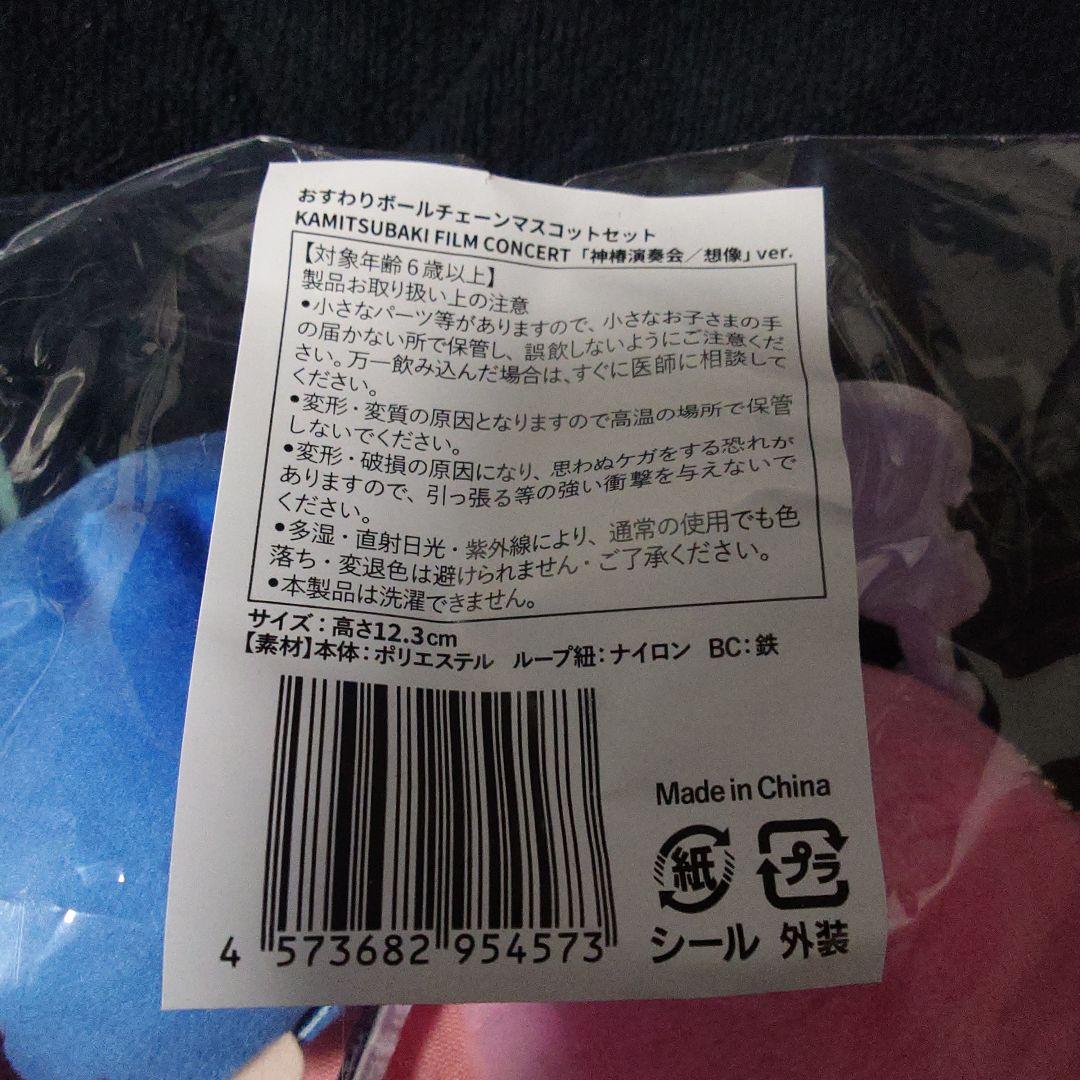 おすわりボールチェーンマスコットセット
KAMITSUBAKI FILM CONCERT「神椿演奏会／想像」ver.
【対象年齢６歳以上】
製品お取り扱い上の注意
●小さなパーツ等がありますので、小さなお子さまの手
の届かない所で保管し、誤飲しないようにご注意くだ
さい。万一飲み込んだ場合は、すぐに医師に相談して
ください。
●変形・変質の原因となりますので高温の場所で保管
しないでください。
●変形・破損の原因になり、思わぬケガをする恐れが
ありますので、引っ張る等の強い衝撃を与えないで
ください。
●多湿・直射日光・紫外線により、通常の使用でも色
落ち・変退色は避けられません・ご了承ください。
●本製品は洗濯できません。
サイズ：高さ12.3cm
【素材】本体：ポリエステル ループ紐：ナイロン BC：鉄
Made in China
紙 プラ
シール 外装
4 573682 954573